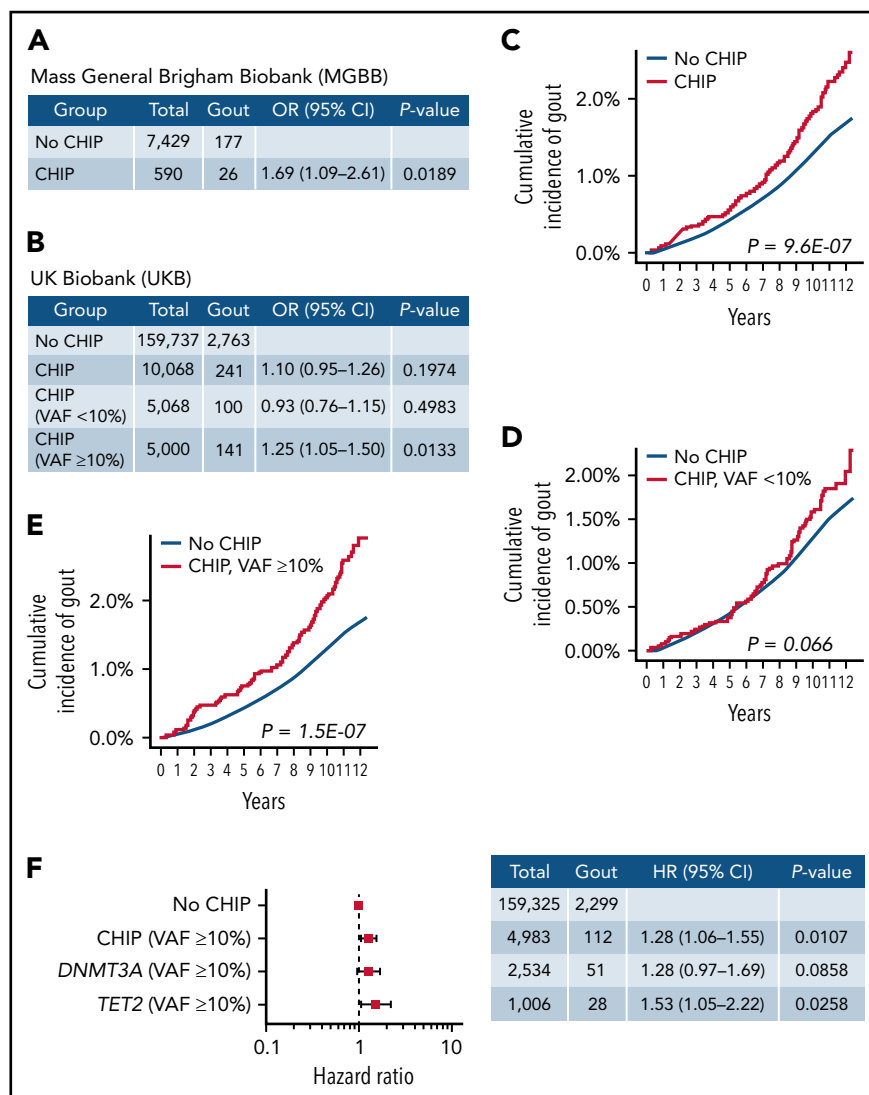 A
Mass General Brigham Biobank (MGBB)
Group Total Gout OR (95% CI) P-value
No CHIP 7,429 177
CHIP 590 26 1.69 (1.09–2.61) 0.0189
B
UK Biobank (UKB)
Group Total Gout OR (95% CI) P-value
No CHIP 159,737 2,763
CHIP 10,068 241 1.10 (0.95–1.26) 0.1974
CHIP
(VAF <10%) 5,068 100 0.93 (0.76–1.15) 0.4983
CHIP
(VAF ≥10%) 5,000 141 1.25 (1.05–1.50) 0.0133
C
No CHIP
CHIP
Cumulative
incidence of gout
2.0%
1.0%
0.0%
P = 9.6E-07
0 1 2 3 4 5 6 7 8 9 10 11 12
Years
D
No CHIP
CHIP, VAF <10%
Cumulative
incidence of gout
2.00%
1.50%
1.00%
0.50%
0.00%
P = 0.066
0 1 2 3 4 5 6 7 8 9 10 11 12
Years
E
No CHIP
CHIP, VAF ≥10%
Cumulative
incidence of gout
2.0%
1.0%
0.0%
P = 1.5E-07
0 1 2 3 4 5 6 7 8 9 10 11 12
Years
F
No CHIP
CHIP (VAF ≥10%)
DNMT3A (VAF ≥10%)
TET2 (VAF ≥10%)
0.1 1 10
Hazard ratio
Total Gout HR (95% CI) P-value
159,325 2,299
4,983 112 1.28 (1.06–1.55) 0.0107
2,534 51 1.28 (0.97–1.69) 0.0858
1,006 28 1.53 (1.05–2.22) 0.0258